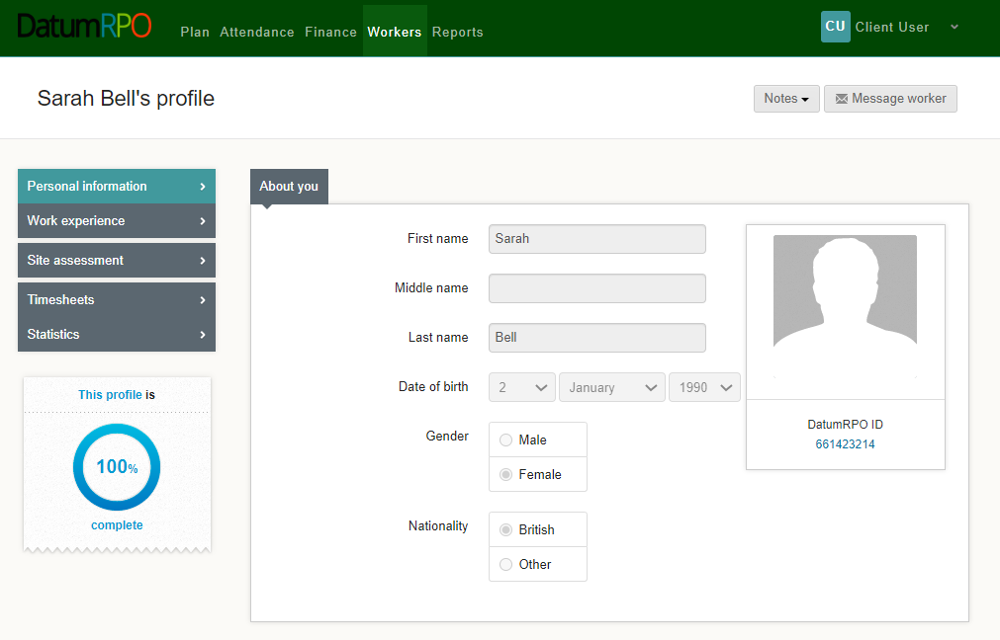 DatumRPO
Plan Attendance Finance Workers Reports
CU Client User
Sarah Bell's profile
Notes
Message worker
Personal information
Work experience
Site assessment
Timesheets
Statistics
This profile is
100%
complete
About you
First name Sarah
Middle name
Last name Bell
Date of birth 2 January 1990
Gender Male
Female
Nationality British
Other
DatumRPO ID
661423214